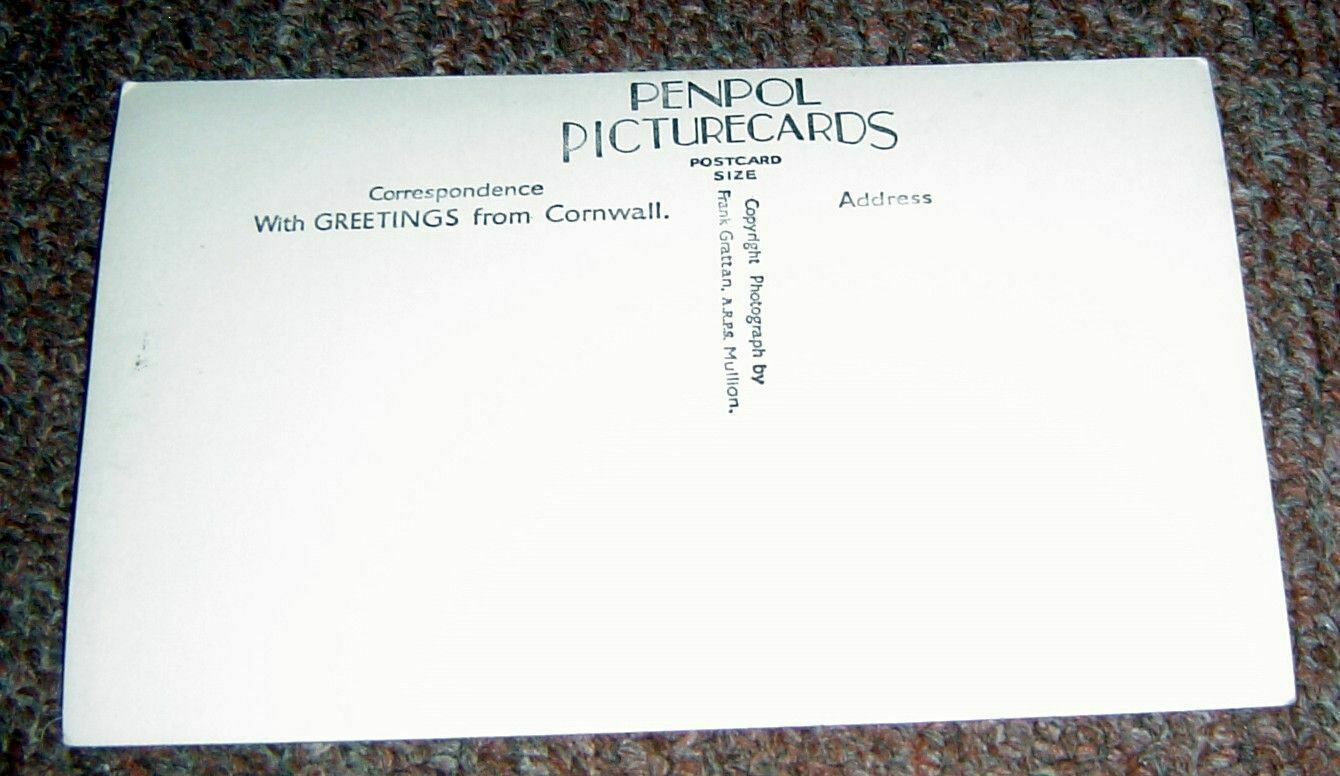 PENPOL
PICTURECARDS
POSTCARD
SIZE
Correspondence
With GREETINGS from Cornwall.
Copyright Photograph by
Frank Grattan, A.R.P.S. Mullion.
Address